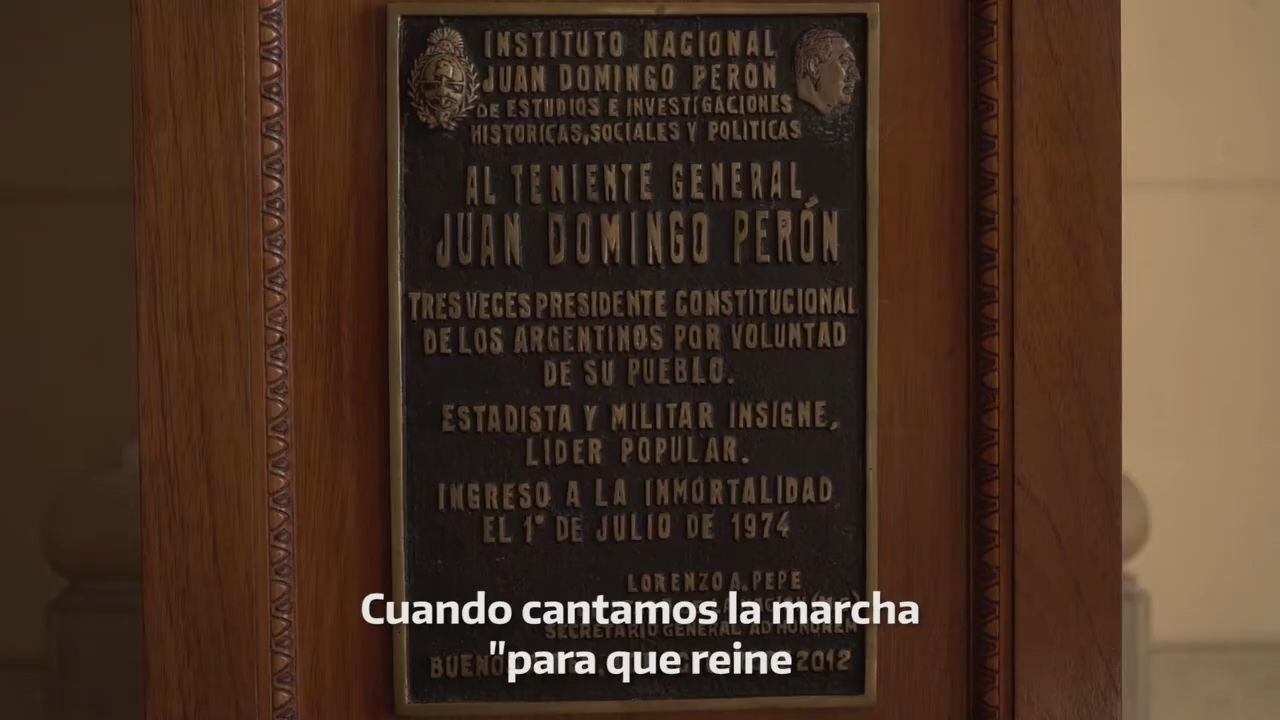 INSTITUTO NACIONAL
JUAN DOMINGO PERON
DE ESTUDIOS E INVESTIGACIONES
HISTORICAS, SOCIALES Y POLITICAS
AL TENIENTE GENERAL
JUAN DOMINGO PERÓN
TRES VECES PRESIDENTE CONSTITUCIONAL
DE LOS ARGENTINOS POR VOLUNTAD
DE SU PUEBLO.
ESTADISTA Y MILITAR INSIGNE,
LIDER POPULAR.
INGRESO A LA INMORTALIDAD
EL 1° DE JULIO DE 1974
LORENZO A. PEPE
Cuando cantamos la marcha
SECRETARIO GENERAL AD HONOREM
"para que reine
2012